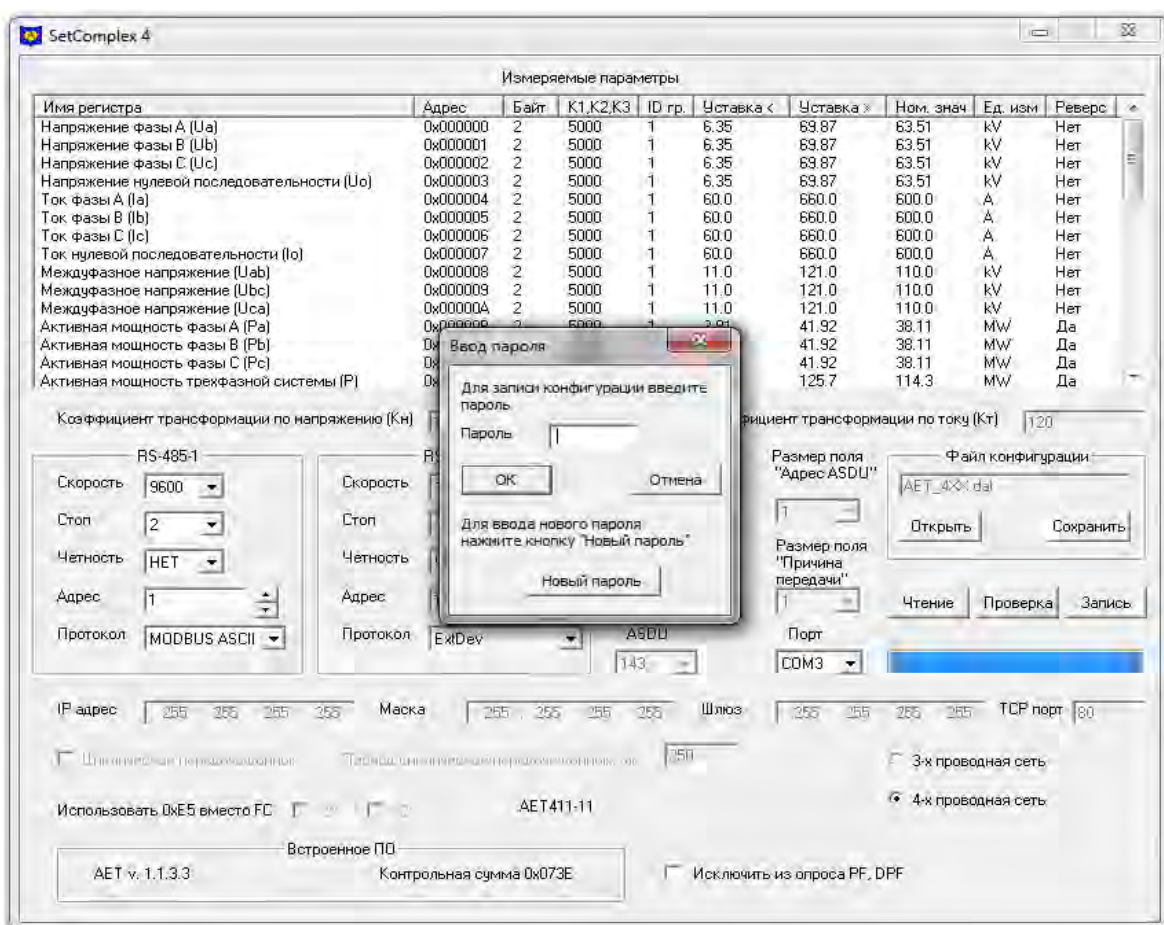 SetComplex 4
Измеряемые параметры
Имя регистра Адрес Байт K1,K2,K3 ID гр. Уставка < Уставка > Ном. знач Ед. изм Реверс
Напряжение фазы A (Ua) 0x000000 2 5000 1 6.35 69.87 63.51 kV Нет
Напряжение фазы B (Ub) 0x000001 2 5000 1 6.35 69.87 63.51 kV Нет
Напряжение фазы C (Uc) 0x000002 2 5000 1 6.35 69.87 63.51 kV Нет
Напряжение нулевой последовательности (Uo) 0x000003 2 5000 1 6.35 69.87 63.51 kV Нет
Ток фазы A (Ia) 0x000004 2 5000 1 60.0 660.0 600.0 A Нет
Ток фазы B (Ib) 0x000005 2 5000 1 60.0 660.0 600.0 A Нет
Ток фазы C (Ic) 0x000006 2 5000 1 60.0 660.0 600.0 A Нет
Ток нулевой последовательности (Io) 0x000007 2 5000 1 60.0 660.0 600.0 A Нет
Междуфазное напряжение (Uab) 0x000008 2 5000 1 11.0 121.0 110.0 kV Нет
Междуфазное напряжение (Ubc) 0x000009 2 5000 1 11.0 121.0 110.0 kV Нет
Междуфазное напряжение (Uca) 0x00000A 2 5000 1 11.0 121.0 110.0 kV Нет
Активная мощность фазы A (Pa) 41.92 38.11 MW Да
Активная мощность фазы B (Pb) 41.92 38.11 MW Да
Активная мощность фазы C (Pc) 41.92 38.11 MW Да
Активная мощность трехфазной системы (P) 125.7 114.3 MW Да
Ввод пароля
Для записи конфигурации введите
пароль
Пароль
OK Отмена
Для ввода нового пароля
нажмите кнопку "Новый пароль"
Новый пароль
Коэффициент трансформации по напряжению (Кн) трансформации по току (Кт) 120
RS-485-1
Скорость 9600
Стоп 2
Четность НЕТ
Адрес 1
Протокол MODBUS ASCII
Скорость
Стоп
Четность
Адрес
Протокол ExtDev
ASDU
143
Размер поля
"Адрес ASDU"
1
Размер поля
"Причина
передачи"
1
Порт
COM3
Файл конфигурации
AET_4XX.dat
Открыть Сохранить
Чтение Проверка Запись
IP адрес 255 255 255 255 Маска 255 255 255 255 Шлюз 255 255 255 255 TCP порт 80
250
3-х проводная сеть
Использовать 0xE5 вместо FC AET411-11 4-х проводная сеть
Встроенное ПО
AET v. 1.1.3.3 Контрольная сумма 0x073E
Исключить из опроса PF, DPF